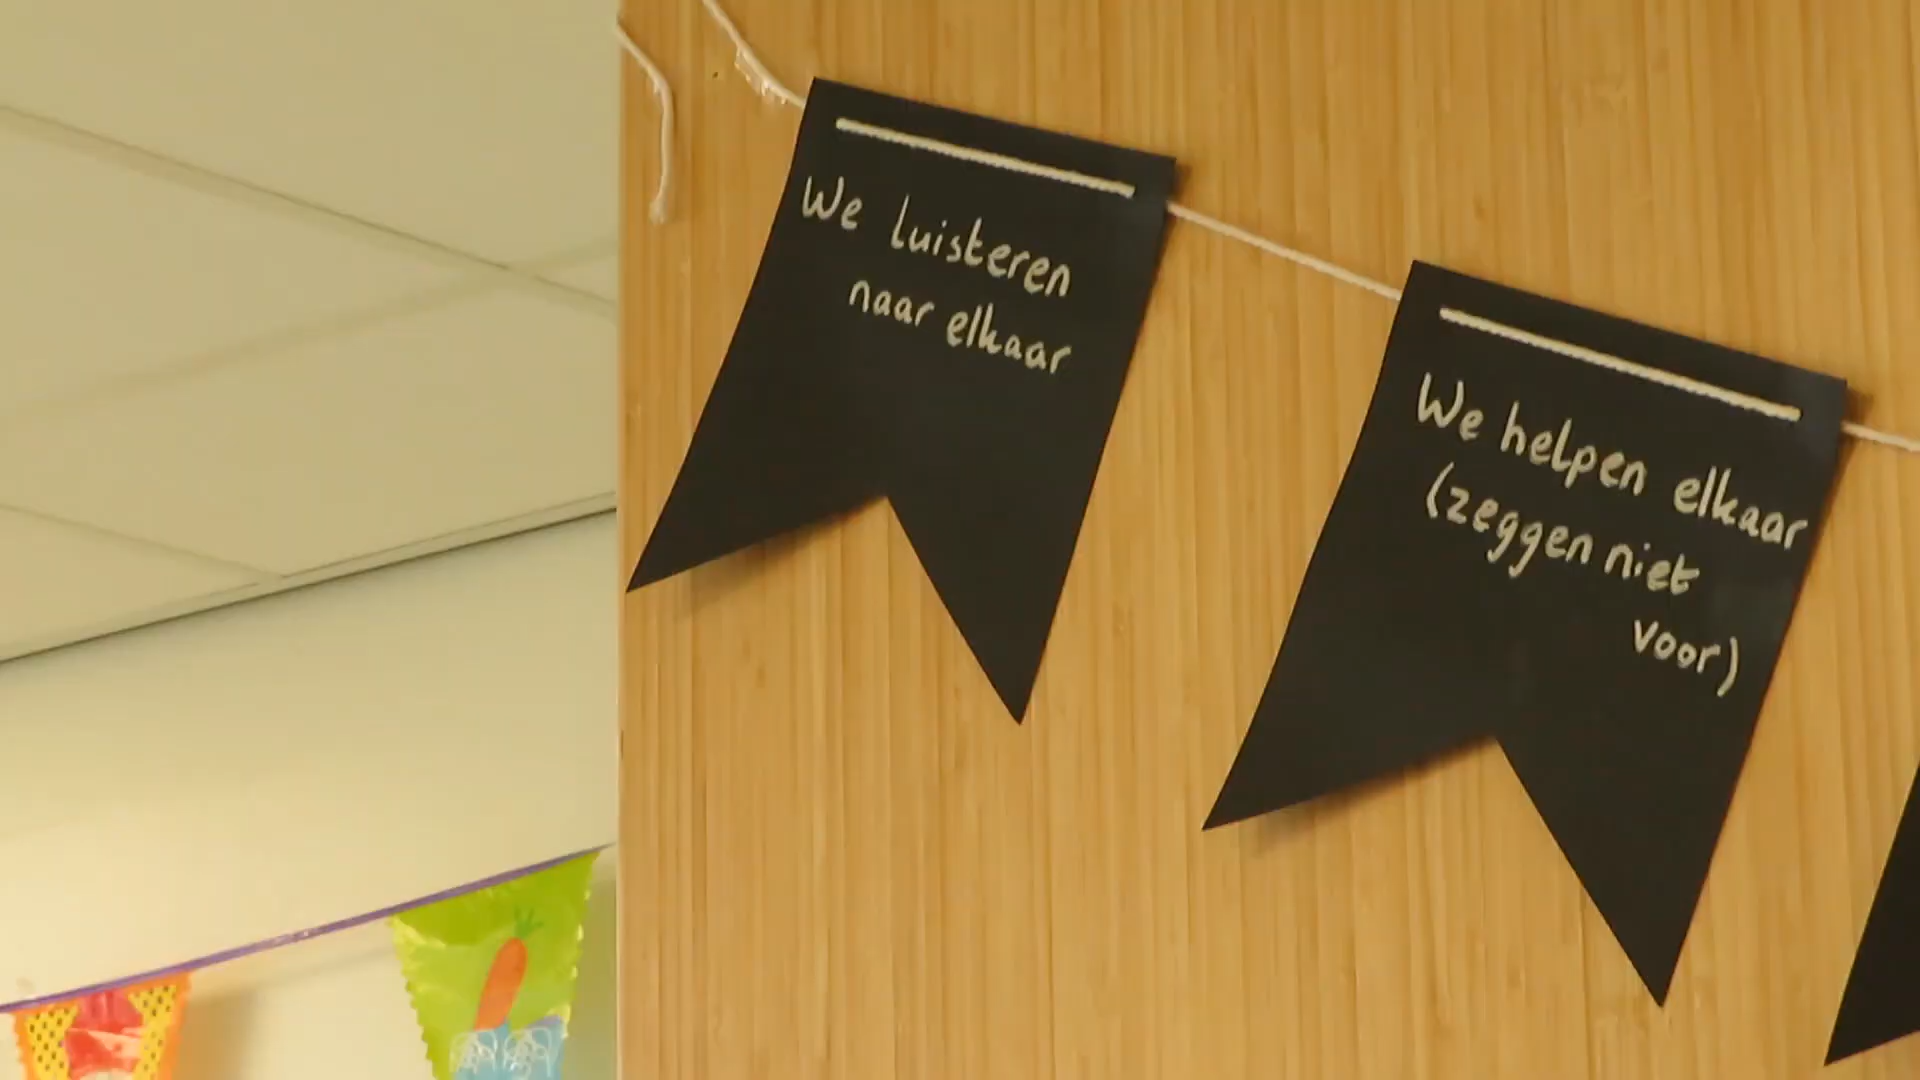 We luisteren
naar elkaar
We helpen elkaar
(zeggen niet
voor)